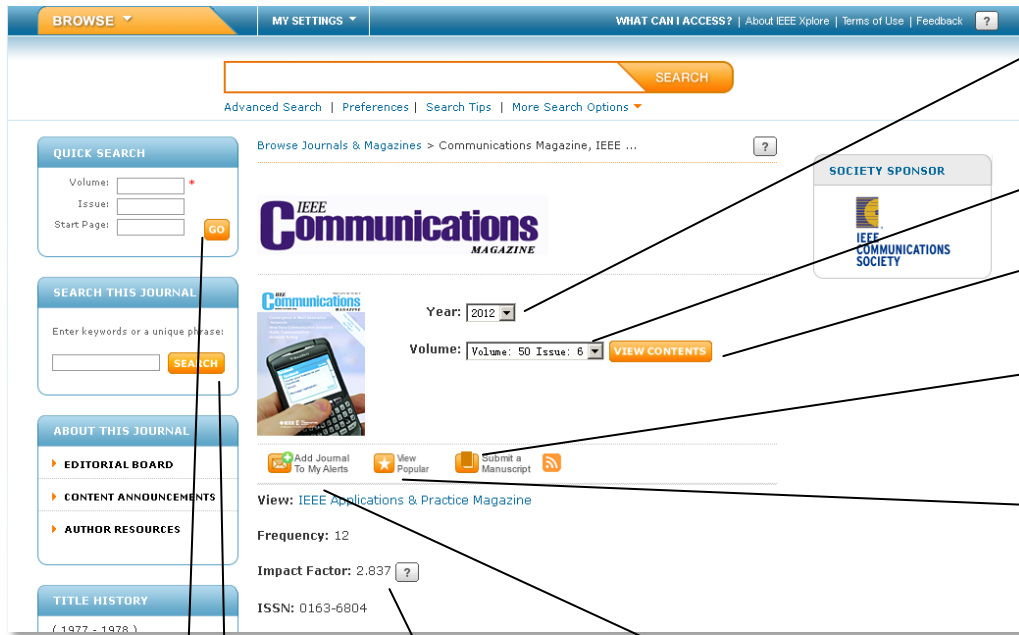 BROWSE
MY SETTINGS
WHAT CAN I ACCESS? | About IEEE Xplore | Terms of Use | Feedback ?
SEARCH
Advanced Search | Preferences | Search Tips | More Search Options
QUICK SEARCH
Volume: *
Issue:
Start Page:
GO
SEARCH THIS JOURNAL
Enter keywords or a unique phrase:
SEARCH
ABOUT THIS JOURNAL
EDITORIAL BOARD
CONTENT ANNOUNCEMENTS
AUTHOR RESOURCES
TITLE HISTORY
( 1977 - 1978 )
Browse Journals & Magazines > Communications Magazine, IEEE ... ?
IEEE
Communications
MAGAZINE
Communications
MAGAZINE
Year: 2012
Volume: Volume: 50 Issue: 6 VIEW CONTENTS
Add Journal To My Alerts
View Popular
Submit a Manuscript
View: IEEE Applications & Practice Magazine
Frequency: 12
Impact Factor: 2.837 ?
ISSN: 0163-6804
SOCIETY SPONSOR
IEEE
COMMUNICATIONS
SOCIETY